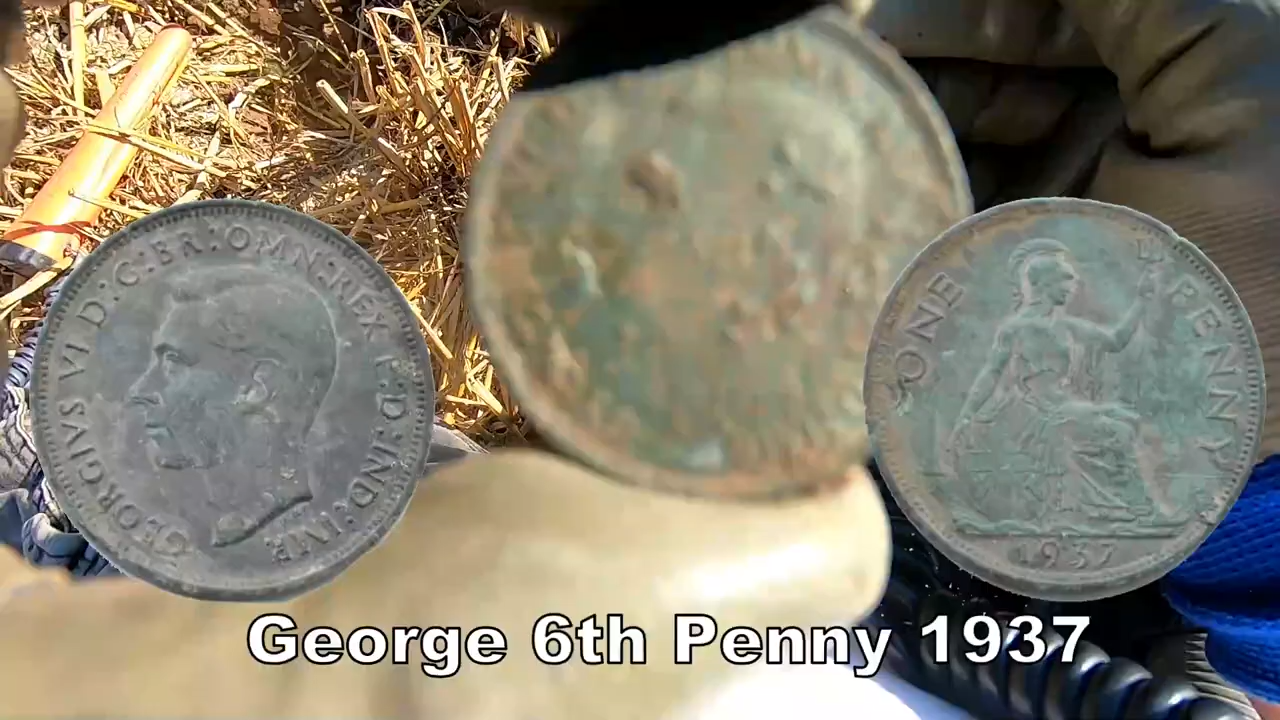 GEORGIVS VI D:G:BR:OMN:REX F:D:IND:IMP.
ONE PENNY
1937
George 6th Penny 1937